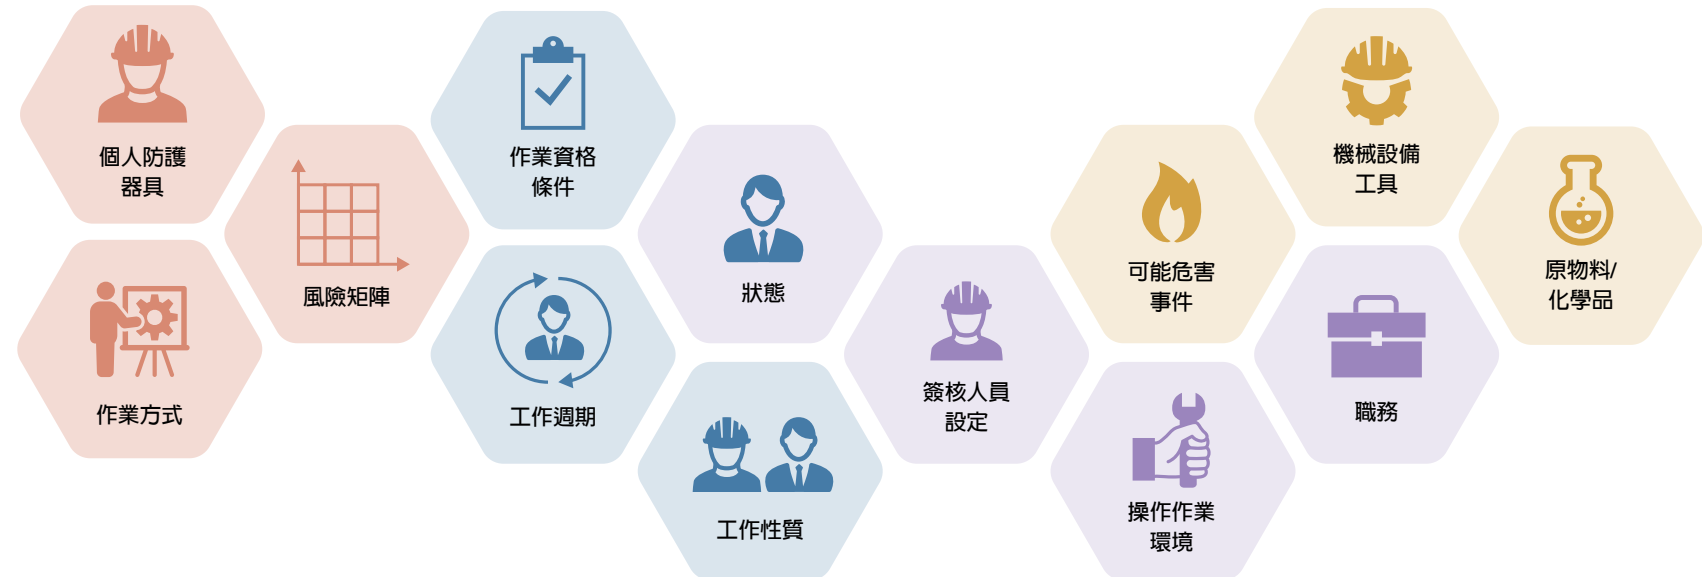 個人防護
器具
作業方式
風險矩陣
作業資格
條件
工作週期
狀態
工作性質
簽核人員
設定
可能危害
事件
操作作業
環境
機械設備
工具
職務
原物料/
化學品